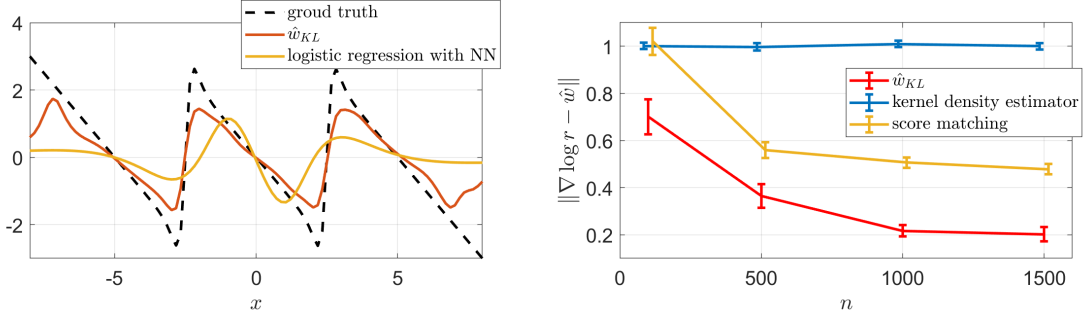 groud truth
ŵ_KL
logistic regression with NN
4
2
0
-2
-5
0
5
x
‖∇ log r − ŵ‖
1
0.8
0.6
0.4
0.2
ŵ_KL
kernel density estimator
score matching
0
500
1000
1500
n